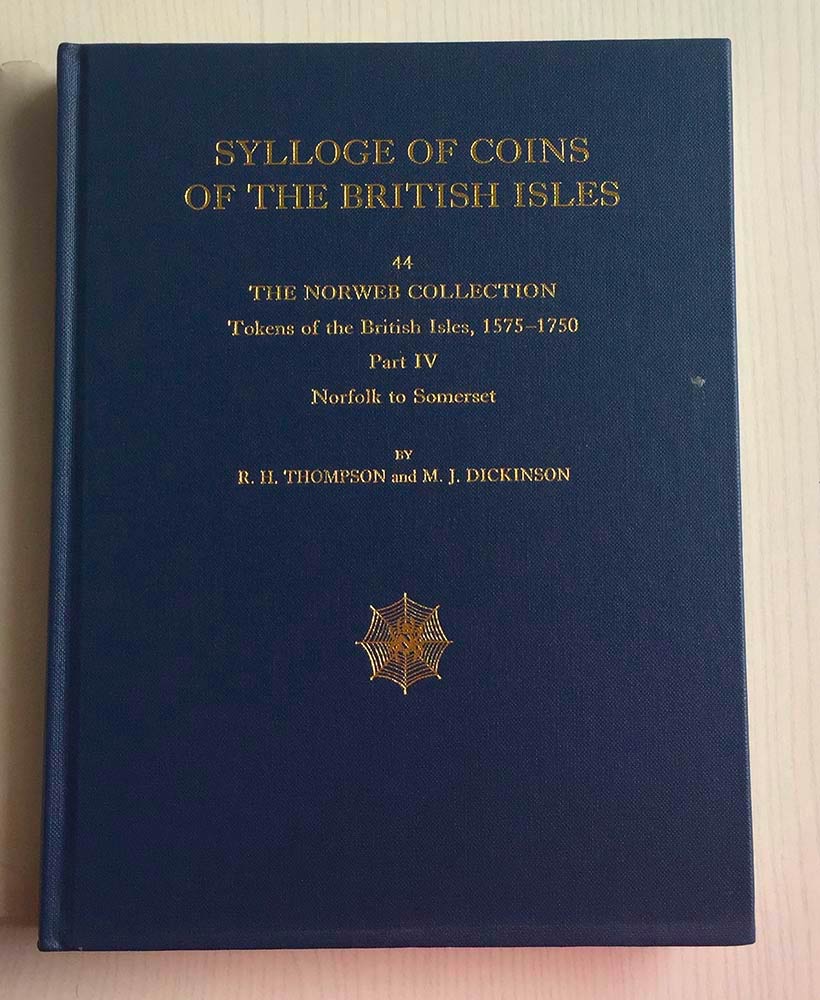 SYLLOGE OF COINS
OF THE BRITISH ISLES
44
THE NORWEB COLLECTION
Tokens of the British Isles, 1575–1750
Part IV
Norfolk to Somerset
BY
R. H. THOMPSON and M. J. DICKINSON